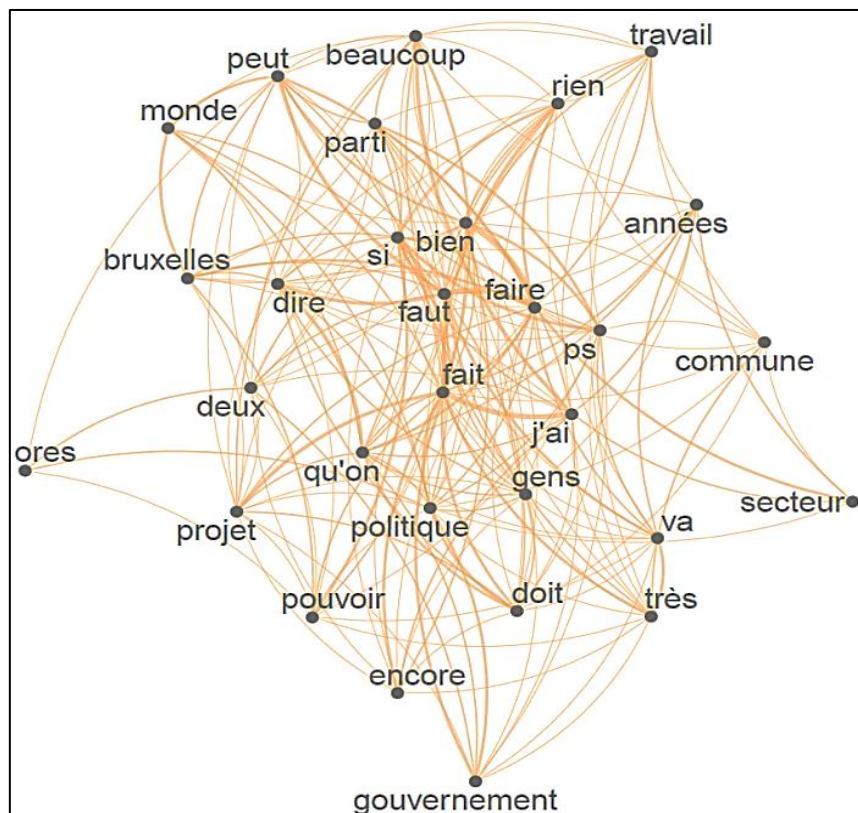 travail
beaucoup
peut
rien
monde
parti
années
bien
si
bruxelles
dire
faut
faire
ps
commune
fait
deux
j'ai
ores
qu'on
gens
secteur
projet
politique
va
pouvoir
doit
très
encore
gouvernement